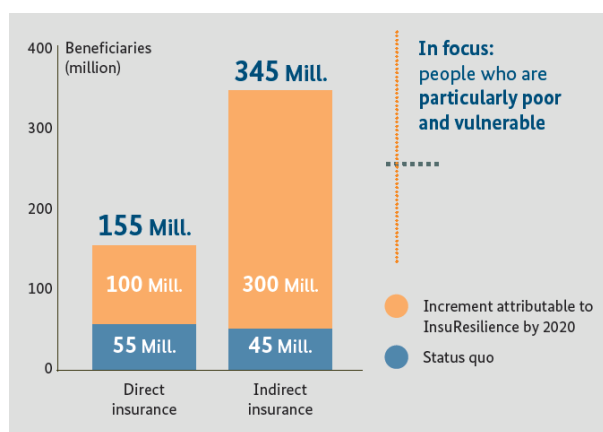 400
Beneficiaries
(million)
345 Mill.
In focus:
people who are
particularly poor
and vulnerable
300
200
155 Mill.
100
100 Mill.
300 Mill.
Increment attributable to
InsuResilience by 2020
55 Mill.
45 Mill.
Status quo
0
Direct
insurance
Indirect
insurance